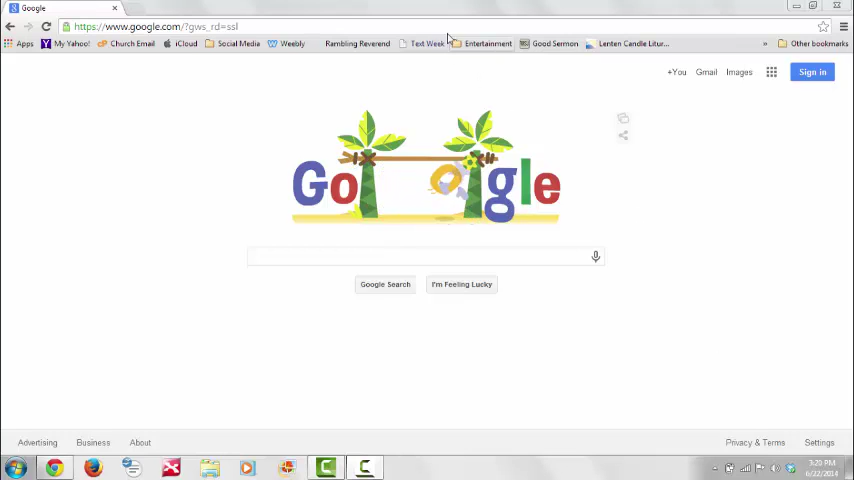 Google
https://www.google.com/?gws_rd=ssl
Apps My Yahoo! Church Email iCloud Social Media Weebly Rambling Reverend Text Week Entertainment Good Sermon Lenten Candle Litur... » Other bookmarks
+You Gmail Images Sign in
Google
Google Search I'm Feeling Lucky
Advertising Business About Privacy & Terms Settings
3:20 PM
6/22/2014